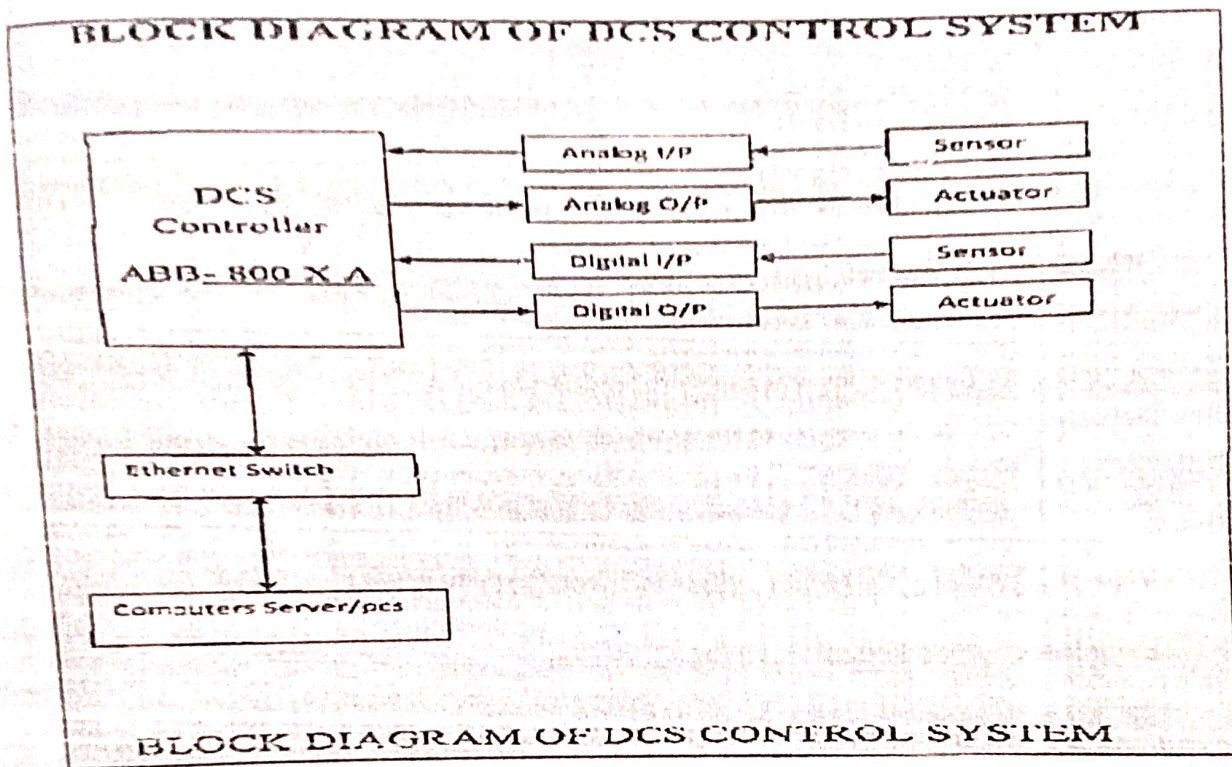 BLOCK DIAGRAM OF DCS CONTROL SYSTEM
DCS
Controller
ABB- 800 X A
Analog I/P
Sensor
Analog O/P
Actuator
Digital I/P
Sensor
Digital O/P
Actuator
Ethernet Switch
Computers Server/pcs
BLOCK DIAGRAM OF DCS CONTROL SYSTEM